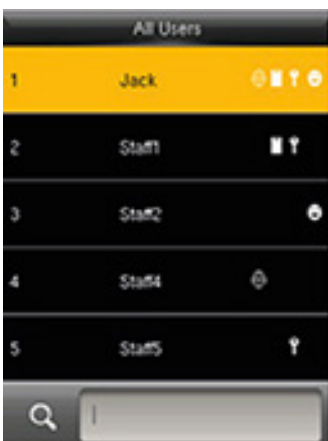 All Users
1 Jack
2 Staff1
3 Staff2
4 Staff4
5 Staff5